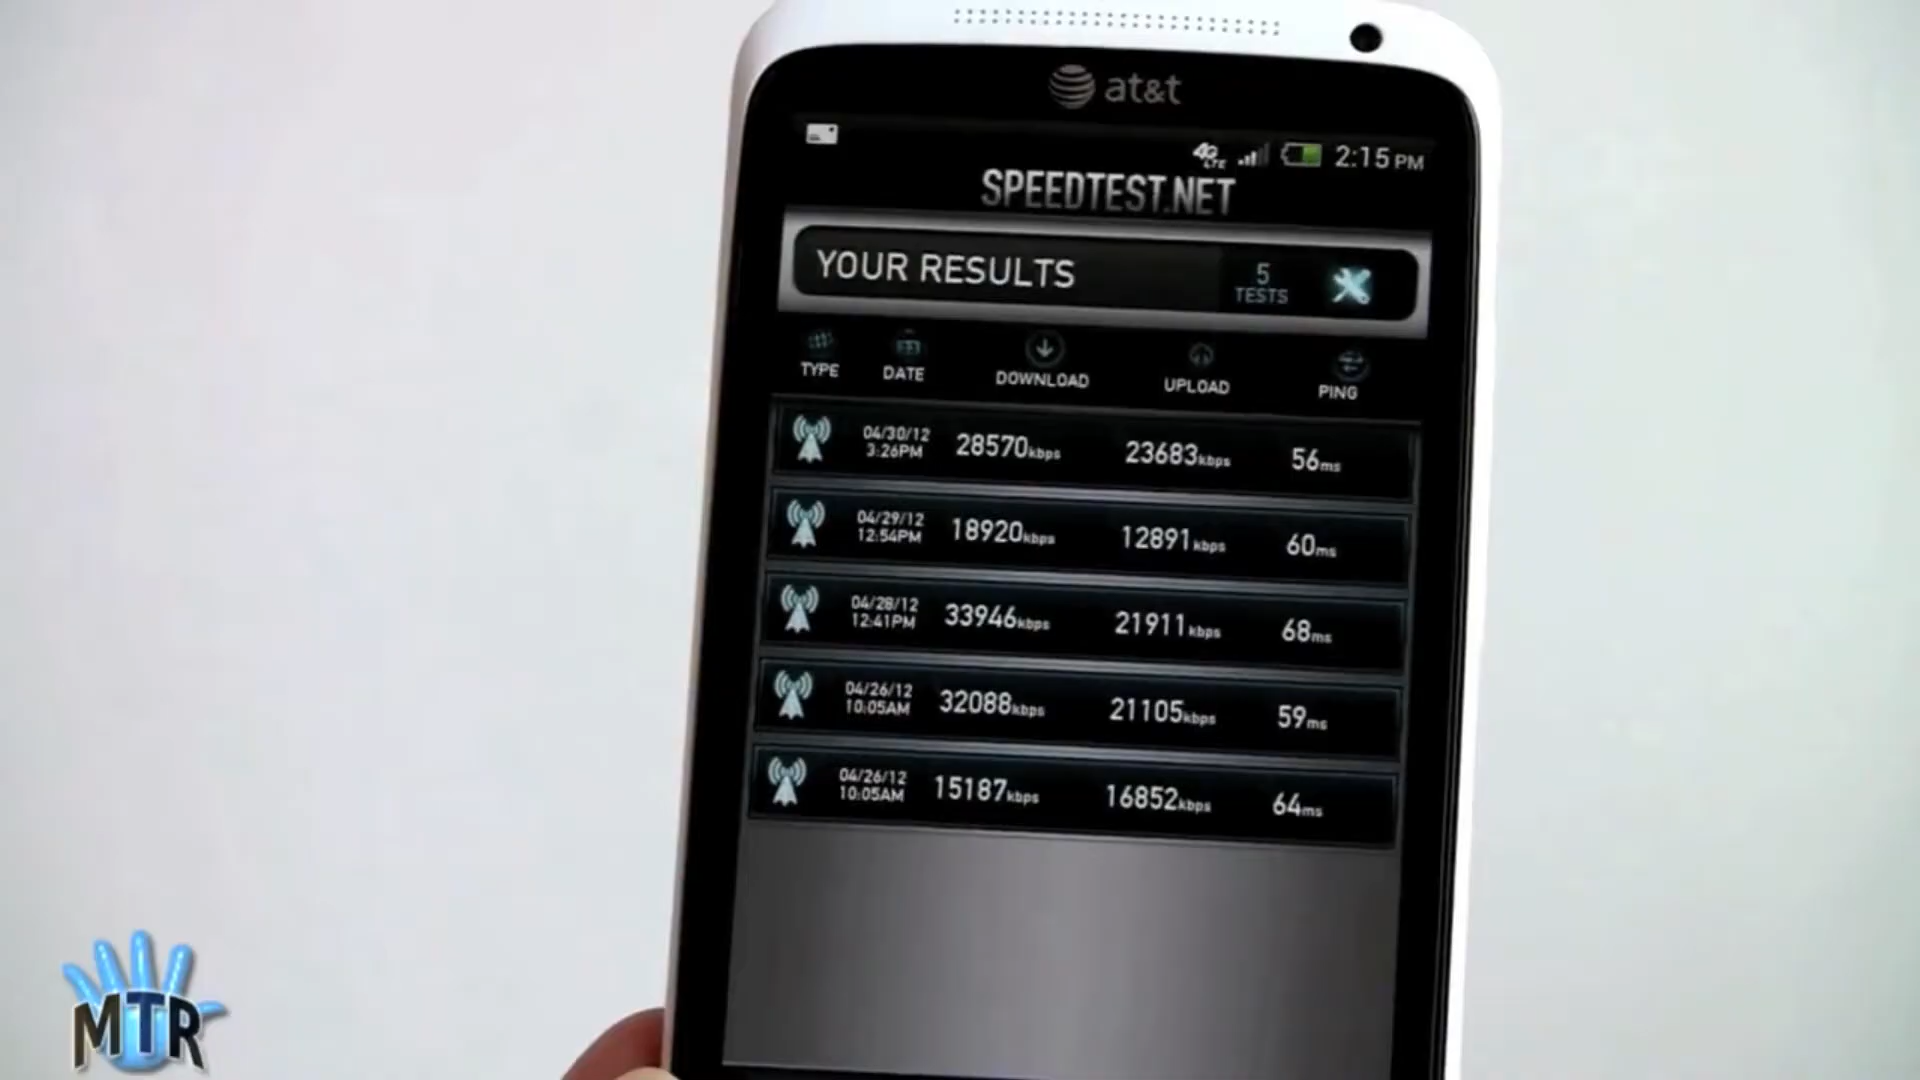 at&t
4G LTE 2:15 PM
SPEEDTEST.NET
YOUR RESULTS
5
TESTS
TYPE DATE DOWNLOAD UPLOAD PING
04/30/12
3:26PM
28570kbps 23683kbps 56ms
04/29/12
12:54PM
18920kbps 12891kbps 60ms
04/28/12
12:41PM
33946kbps 21911kbps 68ms
04/26/12
10:05AM
32088kbps 21105kbps 59ms
04/26/12
10:05AM
15187kbps 16852kbps 64ms
MTR